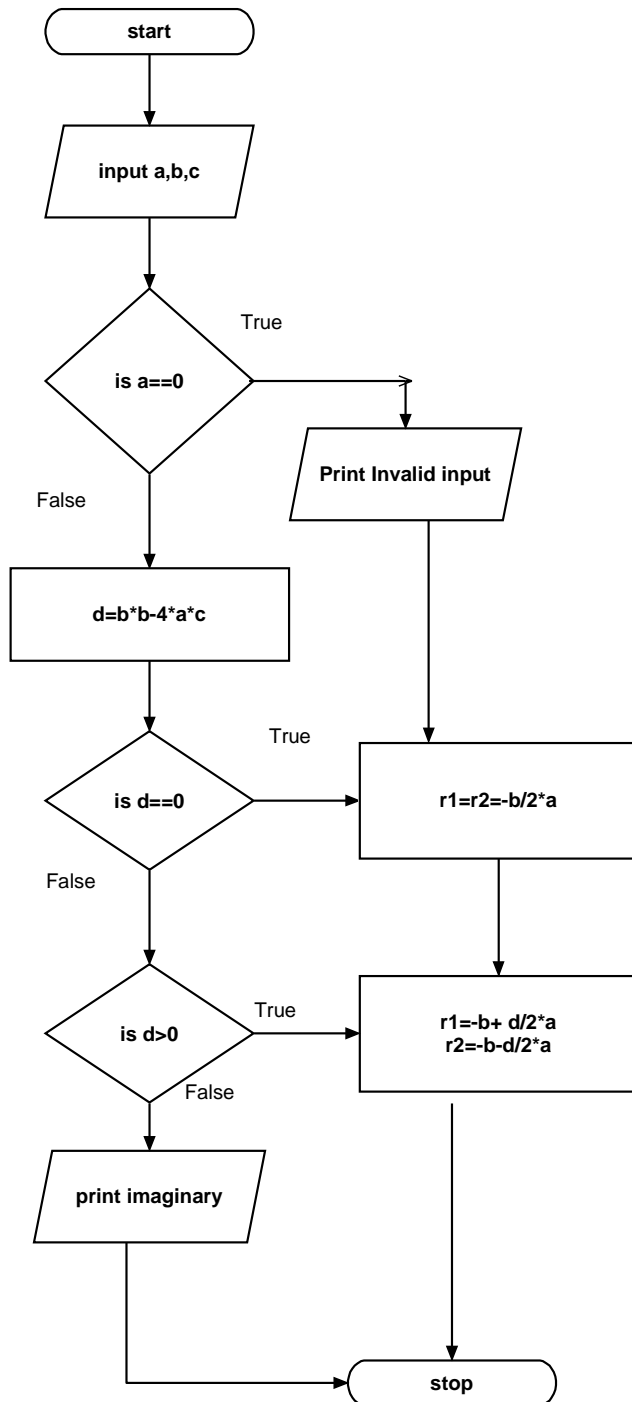 start
input a,b,c
True
is a==0
Print Invalid input
False
d=b*b-4*a*c
True
is d==0
r1=r2=-b/2*a
False
True
is d>0
r1=-b+ d/2*a
r2=-b-d/2*a
False
print imaginary
stop